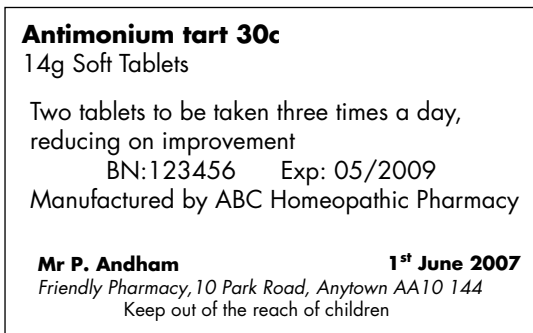 Antimonium tart 30c
14g Soft Tablets
Two tablets to be taken three times a day,
reducing on improvement
BN:123456 Exp: 05/2009
Manufactured by ABC Homeopathic Pharmacy
Mr P. Andham 1st June 2007
Friendly Pharmacy,10 Park Road, Anytown AA10 144
Keep out of the reach of children